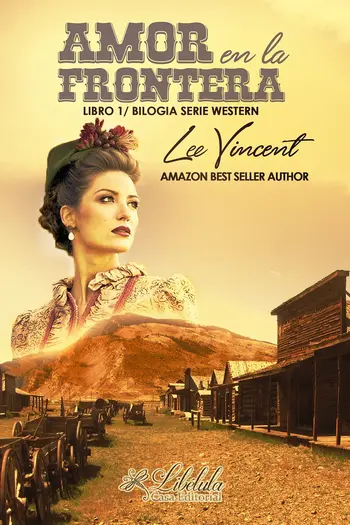 AMOR en la
FRONTERA
LIBRO 1/ BILOGIA SERIE WESTERN
Lee Vincent
AMAZON BEST SELLER AUTHOR
Libélula
Casa Editorial